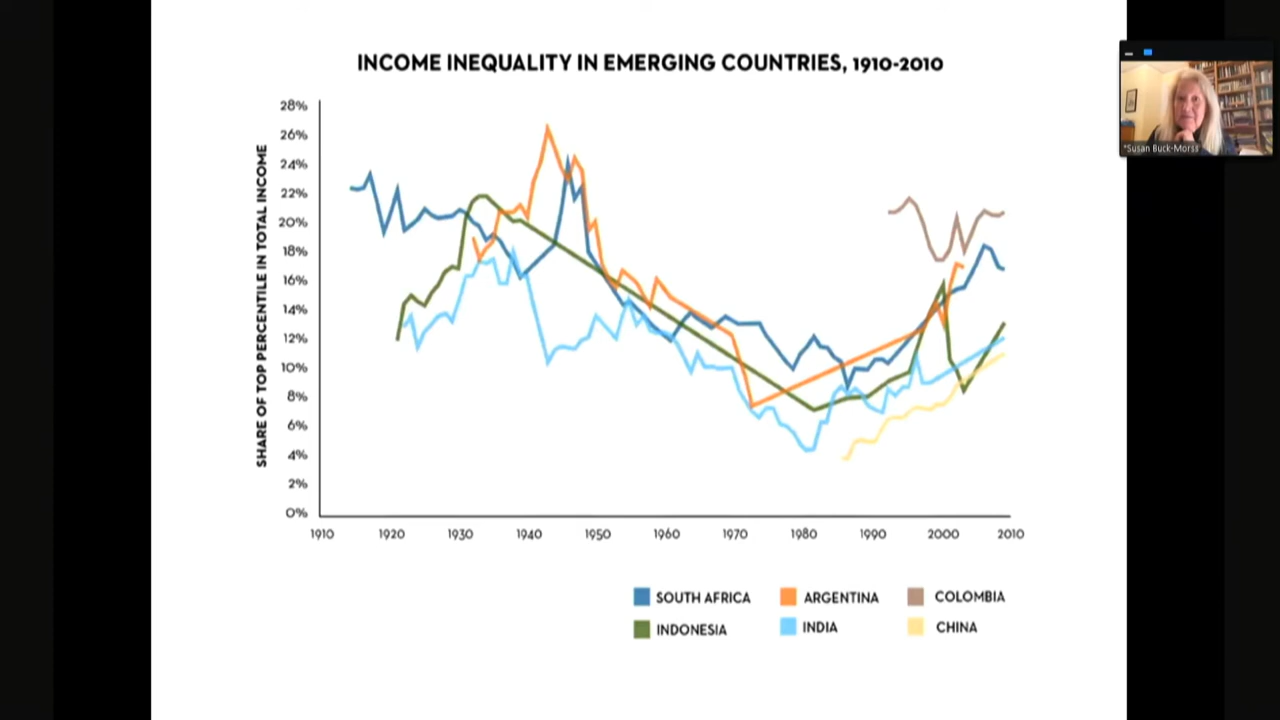 INCOME INEQUALITY IN EMERGING COUNTRIES, 1910-2010
SHARE OF TOP PERCENTILE IN TOTAL INCOME
28%
26%
24%
22%
20%
18%
16%
14%
12%
10%
8%
6%
4%
2%
0%
1910 1920 1930 1940 1950 1960 1970 1980 1990 2000 2010
SOUTH AFRICA ARGENTINA COLOMBIA
INDONESIA INDIA CHINA
*Susan Buck-Morss